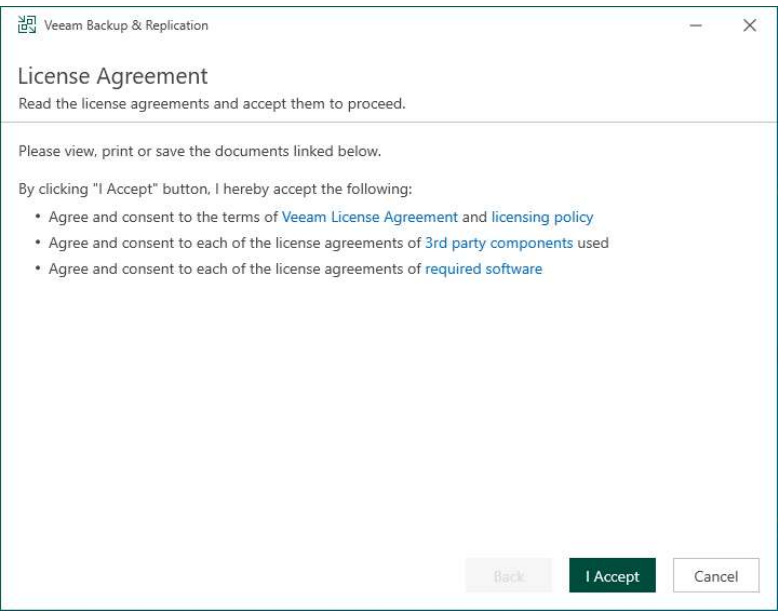 Veeam Backup & Replication
License Agreement
Read the license agreements and accept them to proceed.
Please view, print or save the documents linked below.
By clicking "I Accept" button, I hereby accept the following:
• Agree and consent to the terms of Veeam License Agreement and licensing policy
• Agree and consent to each of the license agreements of 3rd party components used
• Agree and consent to each of the license agreements of required software
Back I Accept Cancel